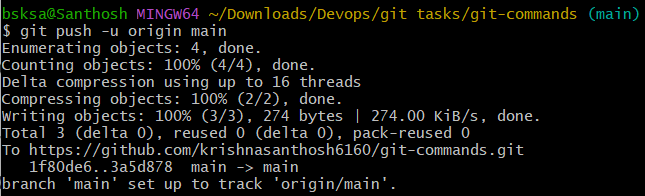 bsksa@Santhosh MINGW64 ~/Downloads/Devops/git tasks/git-commands (main)
$ git push -u origin main
Enumerating objects: 4, done.
Counting objects: 100% (4/4), done.
Delta compression using up to 16 threads
Compressing objects: 100% (2/2), done.
Writing objects: 100% (3/3), 274 bytes | 274.00 KiB/s, done.
Total 3 (delta 0), reused 0 (delta 0), pack-reused 0
To https://github.com/krishnasanthosh6160/git-commands.git
   1f80de6..3a5d878  main -> main
branch 'main' set up to track 'origin/main'.